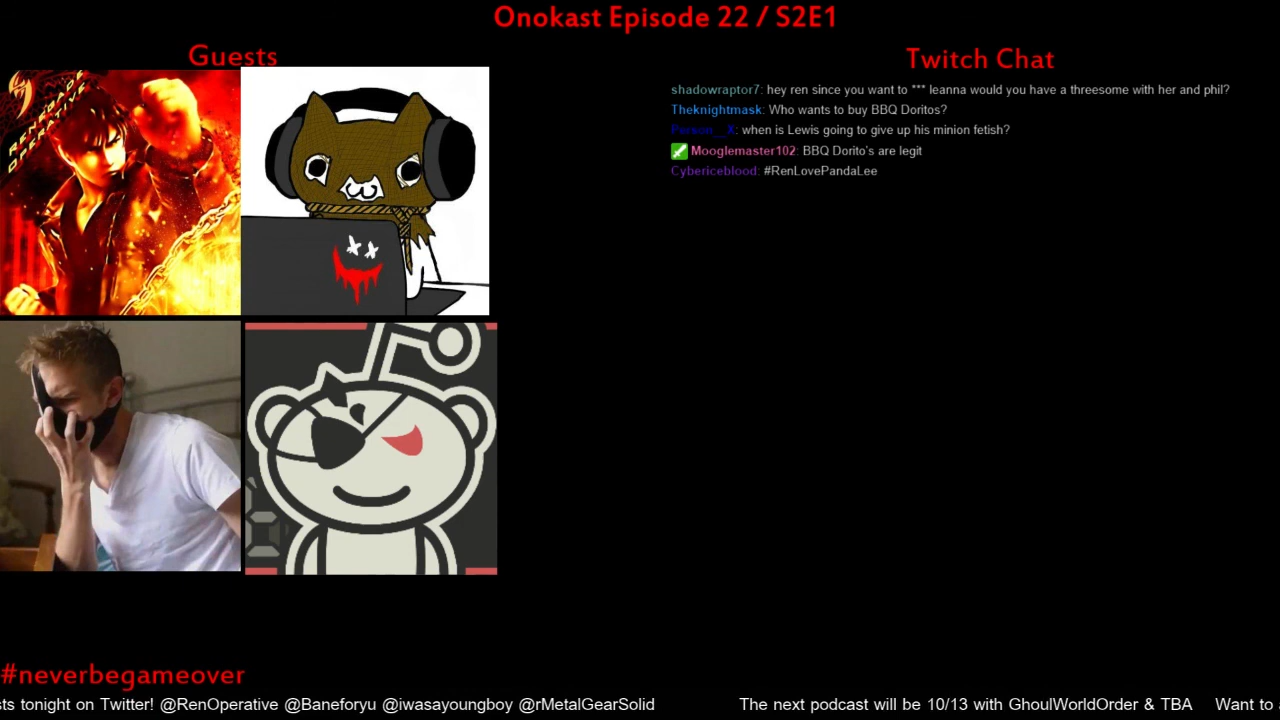 Onokast Episode 22 / S2E1
Guests
Twitch Chat
shadowraptor7: hey ren since you want to *** leanna would you have a threesome with her and phil?
Theknightmask: Who wants to buy BBQ Doritos?
Person__X: when is Lewis going to give up his minion fetish?
Mooglemaster102: BBQ Dorito's are legit
Cybericeblood: #RenLovePandaLee
#neverbegameover
sts tonight on Twitter! @RenOperative @Baneforyu @iwasayoungboy @rMetalGearSolid
The next podcast will be 10/13 with GhoulWorldOrder & TBA
Want to